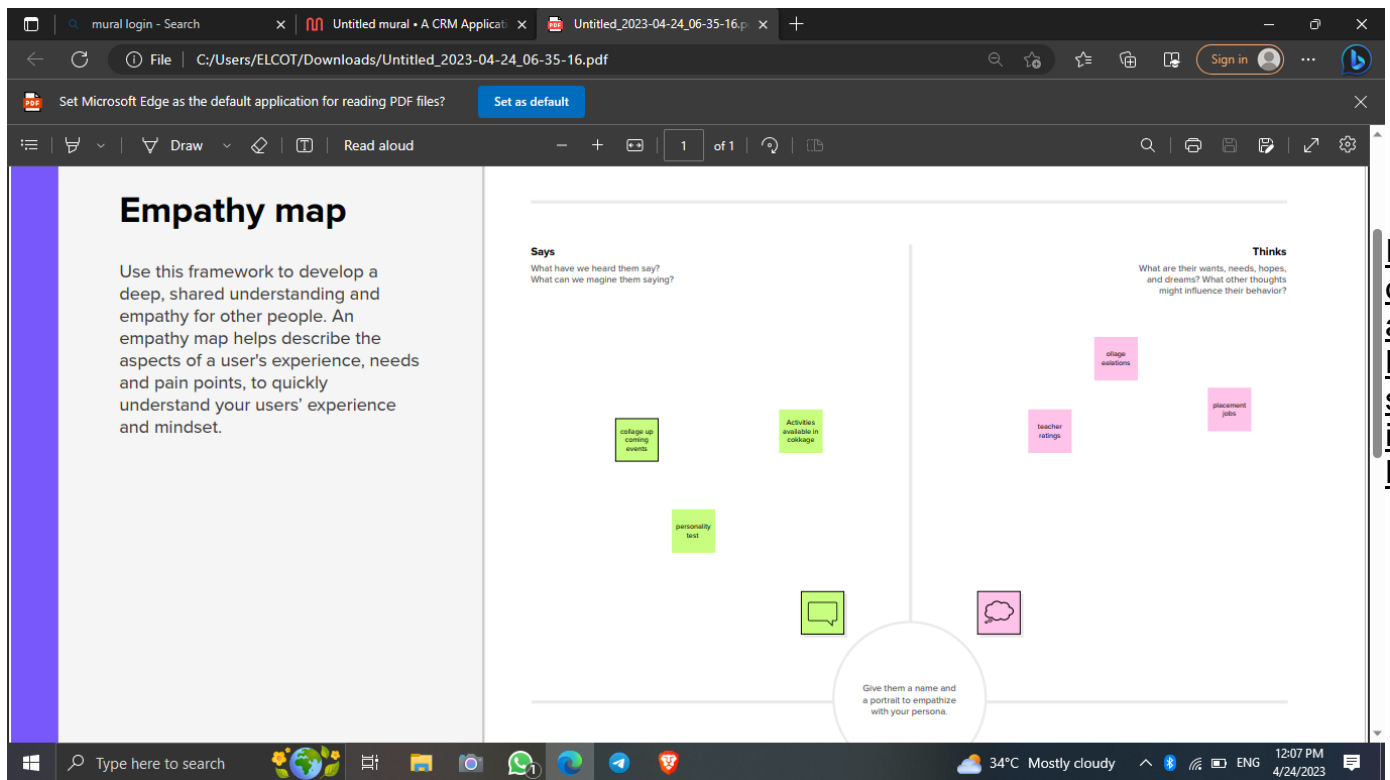 mural login - Search
Untitled mural • A CRM Applicati
Untitled_2023-04-24_06-35-16.p
File
C:/Users/ELCOT/Downloads/Untitled_2023-04-24_06-35-16.pdf
Sign in
Set Microsoft Edge as the default application for reading PDF files?
Set as default
Draw
Read aloud
1
of 1
Empathy map
Use this framework to develop a
deep, shared understanding and
empathy for other people. An
empathy map helps describe the
aspects of a user's experience, needs
and pain points, to quickly
understand your users' experience
and mindset.
Says
What have we heard them say?
What can we magine them saying?
Thinks
What are their wants, needs, hopes,
and dreams? What other thoughts
might influence their behavior?
collage up
coming
events
Activities
available in
cokkage
personality
test
ollage
ealations
teacher
ratings
placement
jobs
Give them a name and
a portrait to empathize
with your persona.
Type here to search
1
34°C Mostly cloudy
ENG
12:07 PM
4/24/2023